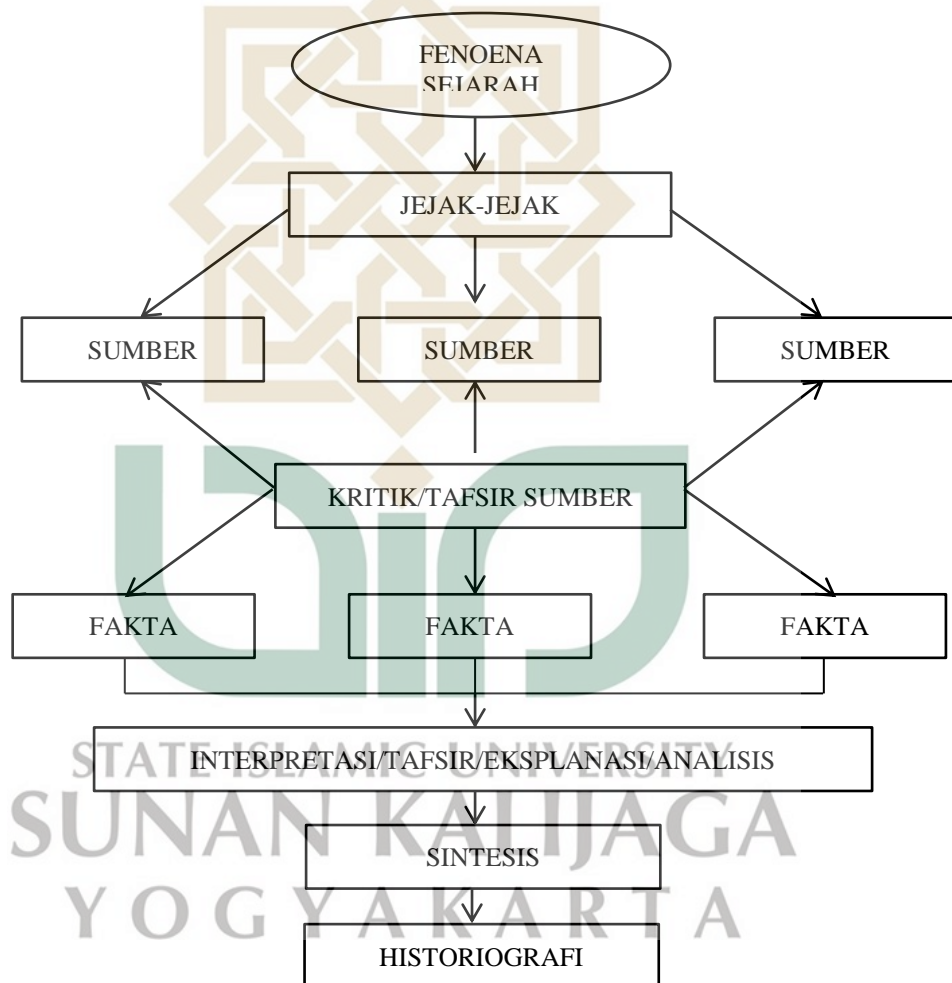 FENOENA
SEJARAH
JEJAK-JEJAK
SUMBER
SUMBER
SUMBER
KRITIK/TAFSIR SUMBER
FAKTA
FAKTA
FAKTA
INTERPRETASI/TAFSIR/EKSPLANASI/ANALISIS
STATE ISLAMIC UNIVERSITY
SUNAN KALIJAGA
SINTESIS
YOGYAKARTA
HISTORIOGRAFI